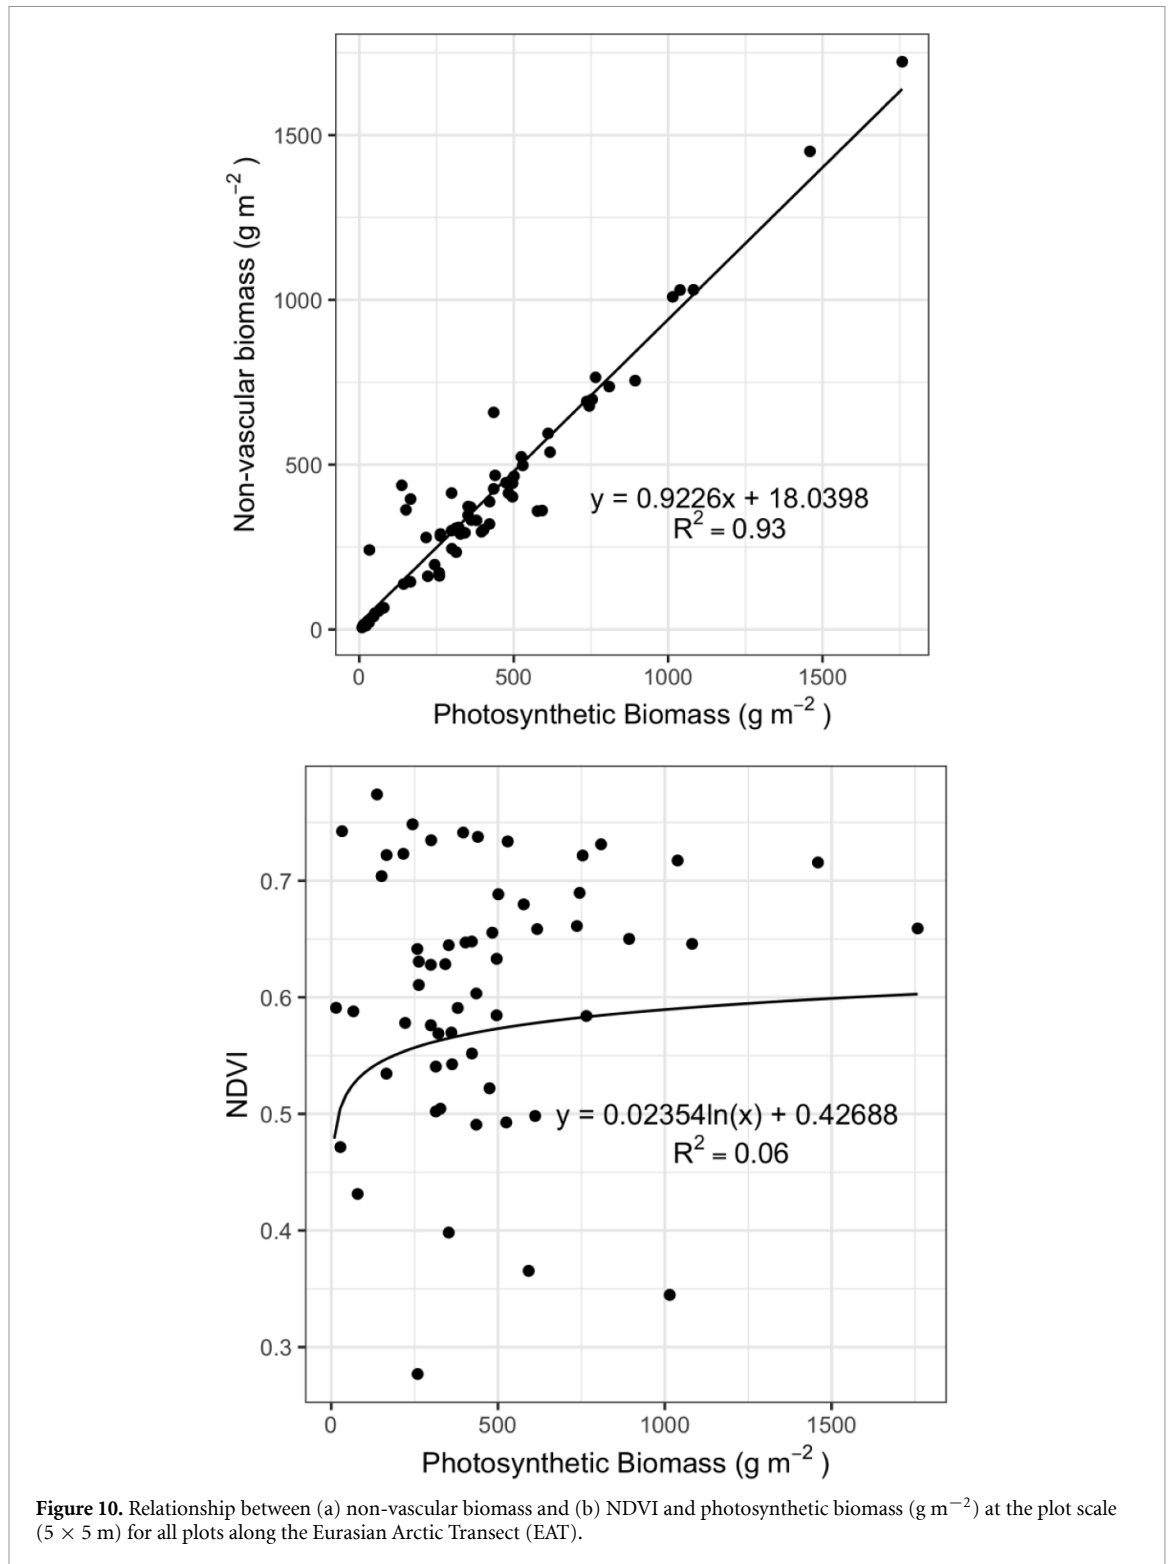 Non-vascular biomass (g m⁻² )
1500
1000
500
0
y = 0.9226x + 18.0398
R² = 0.93
0 500 1000 1500
Photosynthetic Biomass (g m⁻² )
NDVI
0.7
0.6
0.5
0.4
0.3
y = 0.02354ln(x) + 0.42688
R² = 0.06
0 500 1000 1500
Photosynthetic Biomass (g m⁻² )
Figure 10. Relationship between (a) non-vascular biomass and (b) NDVI and photosynthetic biomass (g m⁻²) at the plot scale
(5 × 5 m) for all plots along the Eurasian Arctic Transect (EAT).